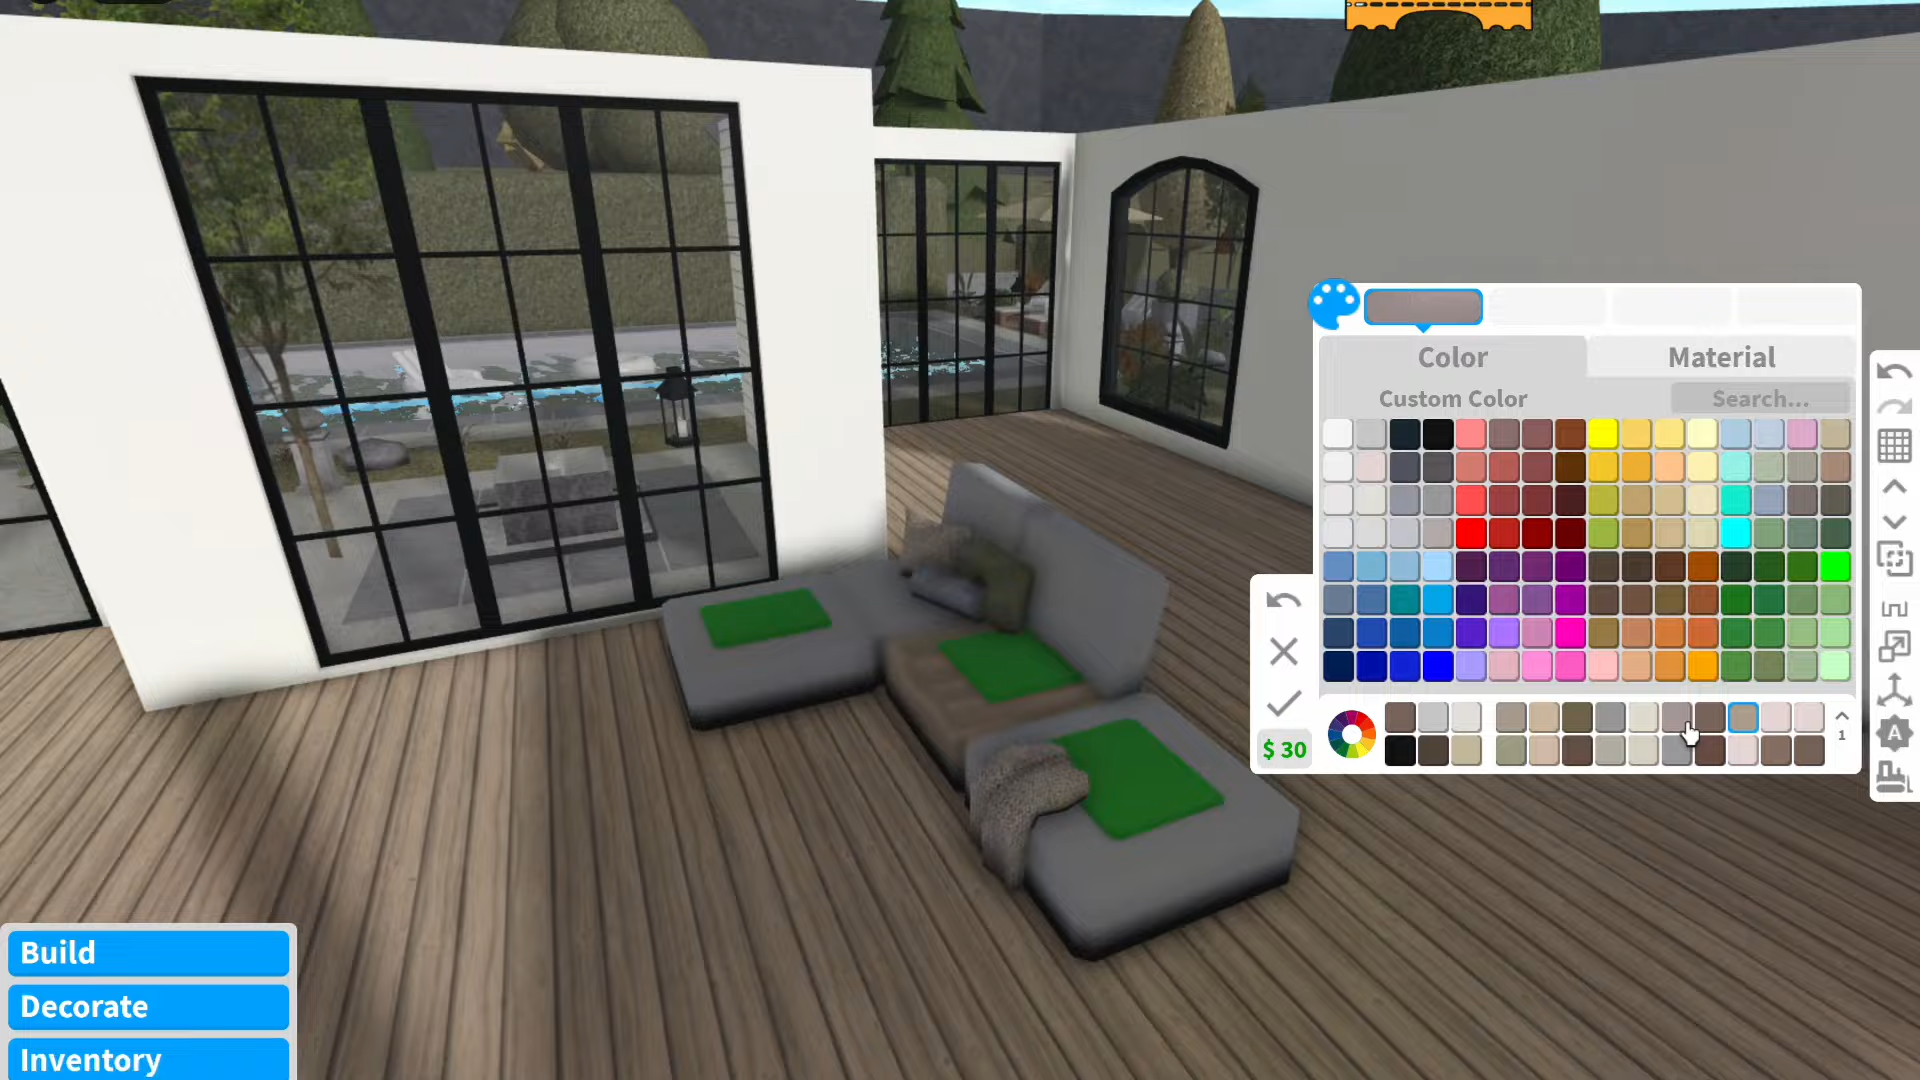 Color
Material
Custom Color
Search...
$ 30
1
A
Build
Decorate
Inventory